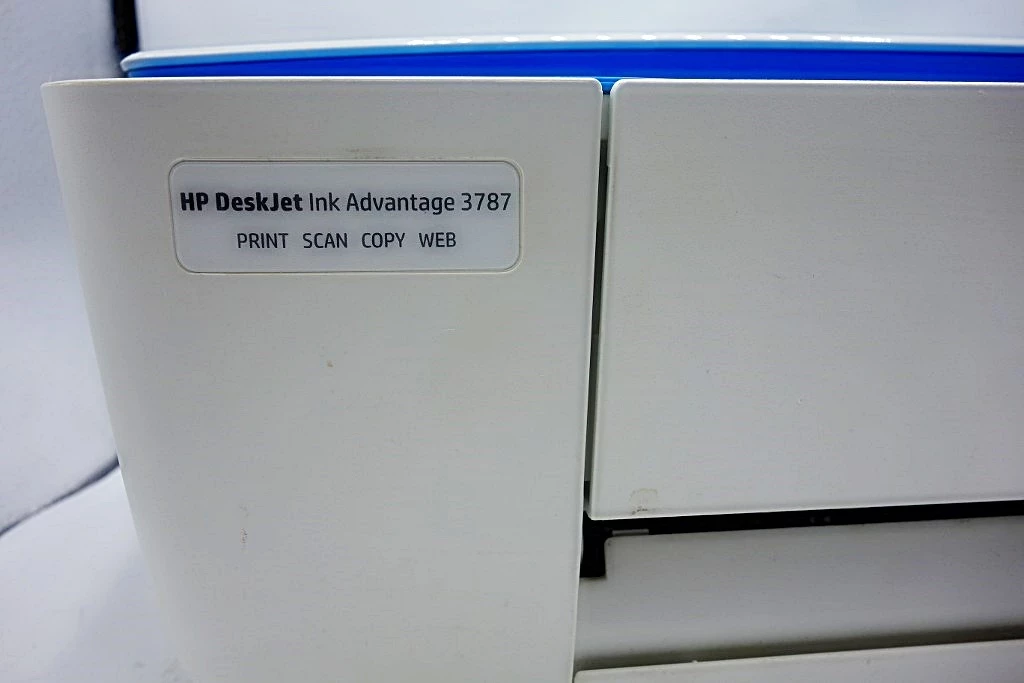 HP DeskJet Ink Advantage 3787
PRINT SCAN COPY WEB